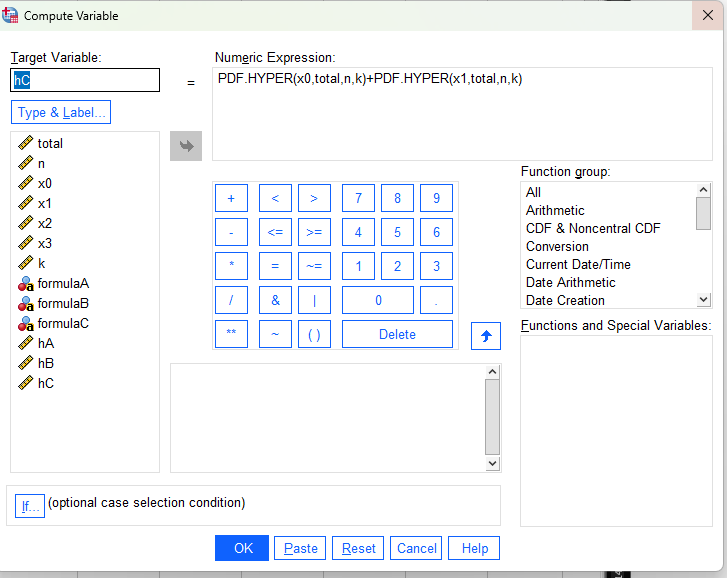 Compute Variable
Target Variable:
hC
=
Numeric Expression:
PDF.HYPER(x0,total,n,k)+PDF.HYPER(x1,total,n,k)
Type & Label...
total
n
x0
x1
x2
x3
k
formulaA
formulaB
formulaC
hA
hB
hC
+ < > 7 8 9
- <= >= 4 5 6
* = ~= 1 2 3
/ & | 0 .
** ~ ( ) Delete
Function group:
All
Arithmetic
CDF & Noncentral CDF
Conversion
Current Date/Time
Date Arithmetic
Date Creation
Functions and Special Variables:
If... (optional case selection condition)
OK Paste Reset Cancel Help